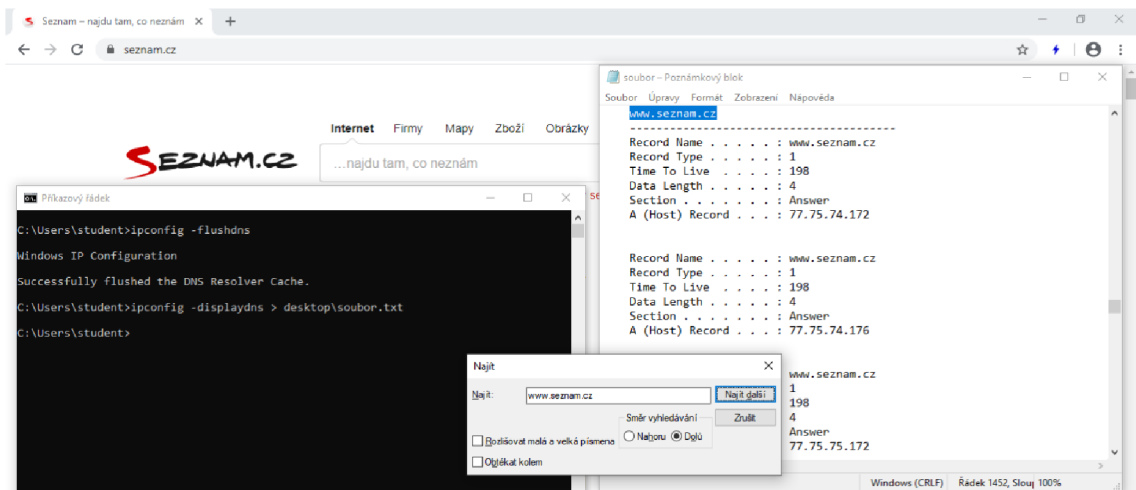 Seznam – najdu tam, co neznám
seznam.cz
Internet Firmy Mapy Zboží Obrázky
SEZNAM.CZ
...najdu tam, co neznám
Příkazový řádek
C:\Users\student>ipconfig -flushdns
Windows IP Configuration
Successfully flushed the DNS Resolver Cache.
C:\Users\student>ipconfig -displaydns > desktop\soubor.txt
C:\Users\student>
soubor – Poznámkový blok
Soubor Úpravy Formát Zobrazení Nápověda
www.seznam.cz
----------------------------------------
Record Name . . . . . : www.seznam.cz
Record Type . . . . . : 1
Time To Live . . . . : 198
Data Length . . . . . : 4
Section . . . . . . . : Answer
A (Host) Record . . . : 77.75.74.172
Record Name . . . . . : www.seznam.cz
Record Type . . . . . : 1
Time To Live . . . . : 198
Data Length . . . . . : 4
Section . . . . . . . : Answer
A (Host) Record . . . : 77.75.74.176
www.seznam.cz
1
198
4
Answer
77.75.75.172
Windows (CRLF) Řádek 1452, Sloup 100%
Najít
Najít: www.seznam.cz Najít další
Směr vyhledávání Zrušit
Rozlišovat malá a velká písmena Nahoru Dolů
Obtékat kolem